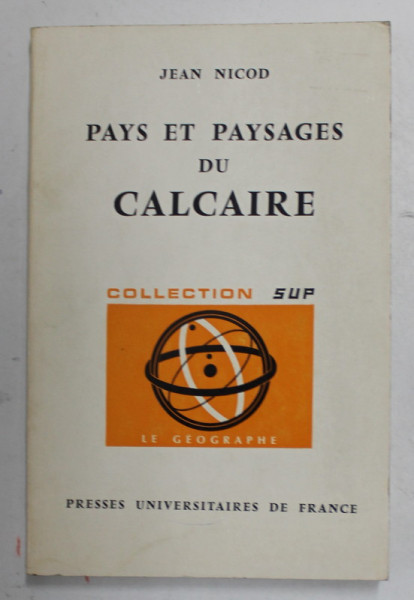 JEAN NICOD
PAYS ET PAYSAGES
DU
CALCAIRE
COLLECTION SUP
LE GÉOGRAPHE
PRESSES UNIVERSITAIRES DE FRANCE